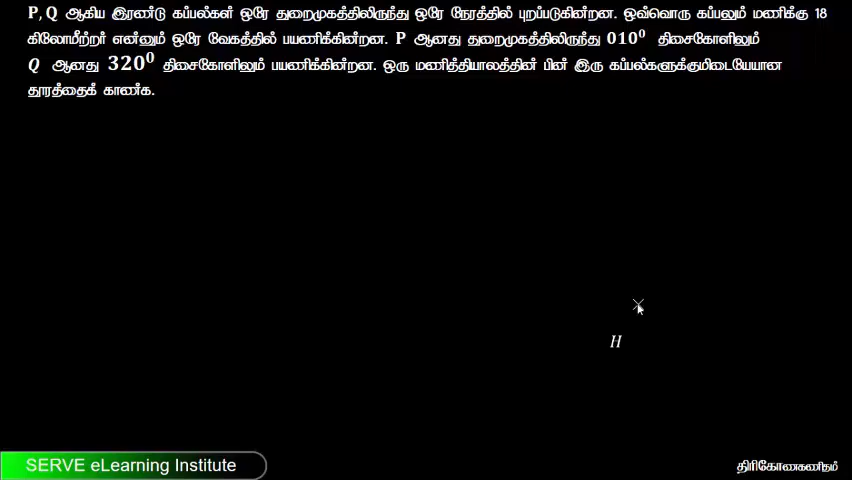 P, Q ஆகிய இரண்டு கப்பல்கள் ஒரே துறைமுகத்திலிருந்து ஒரே நேரத்தில் புறப்படுகின்றன. ஒவ்வொரு கப்பலும் மணிக்கு 18
கிலோமீற்றர் என்னும் ஒரே வேகத்தில் பயணிக்கின்றன. P ஆனது துறைமுகத்திலிருந்து 010⁰ திசைகோளிலும்
Q ஆனது 320⁰ திசைகோளிலும் பயணிக்கின்றன. ஒரு மணித்தியாலத்தின் பின் இரு கப்பல்களுக்குமிடையேயான
தூரத்தைக் காண்க.
H
SERVE eLearning Institute
திரிகோணகணிதம்